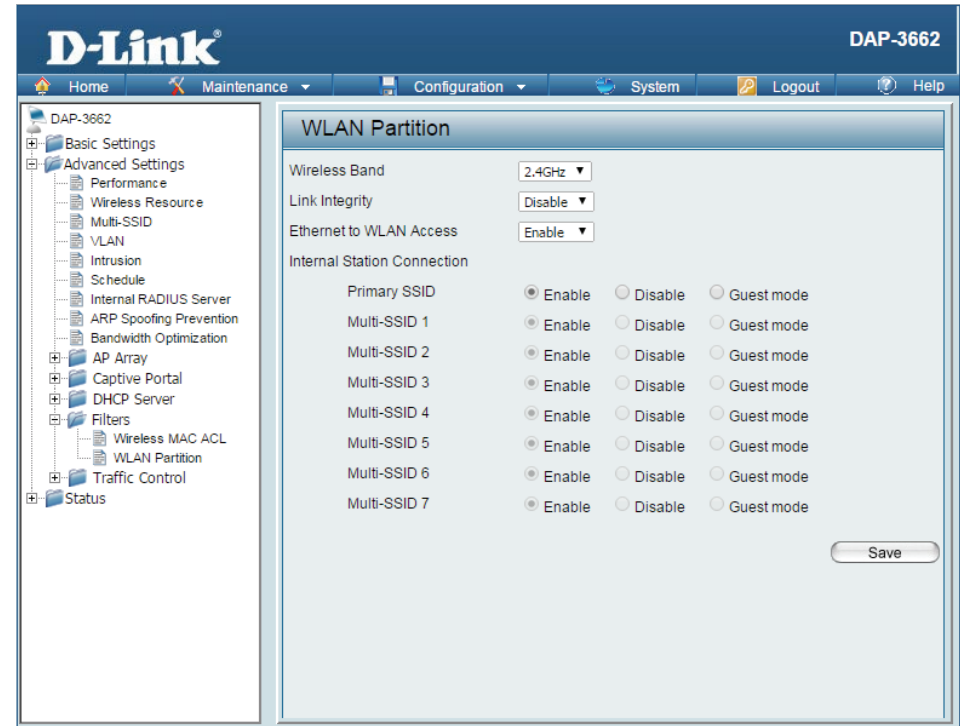 D-Link
DAP-3662
Home Maintenance Configuration System Logout Help
DAP-3662
Basic Settings
Advanced Settings
Performance
Wireless Resource
Multi-SSID
VLAN
Intrusion
Schedule
Internal RADIUS Server
ARP Spoofing Prevention
Bandwidth Optimization
AP Array
Captive Portal
DHCP Server
Filters
Wireless MAC ACL
WLAN Partition
Traffic Control
Status
WLAN Partition
Wireless Band 2.4GHz
Link Integrity Disable
Ethernet to WLAN Access Enable
Internal Station Connection
Primary SSID Enable Disable Guest mode
Multi-SSID 1 Enable Disable Guest mode
Multi-SSID 2 Enable Disable Guest mode
Multi-SSID 3 Enable Disable Guest mode
Multi-SSID 4 Enable Disable Guest mode
Multi-SSID 5 Enable Disable Guest mode
Multi-SSID 6 Enable Disable Guest mode
Multi-SSID 7 Enable Disable Guest mode
Save